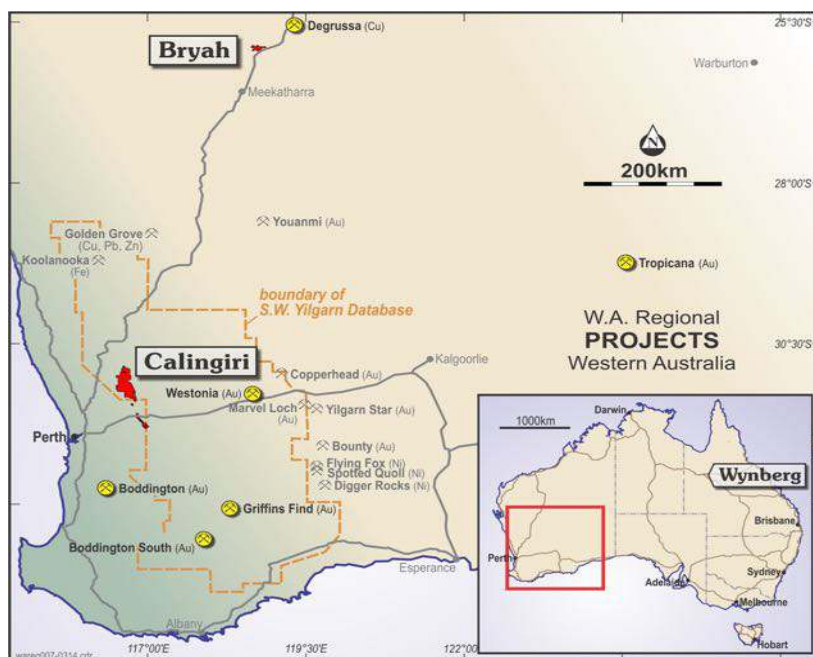 Degrussa (Cu)
25°30'S
Bryah
Warburton
Meekatharra
N
200km
28°00'S
Youanmi (Au)
Golden Grove
(Cu, Pb, Zn)
Koolanooka
(Fe)
Tropicana (Au)
boundary of
S.W. Yilgarn Database
W.A. Regional
PROJECTS
Western Australia
30°30'S
Calingiri
Kalgoorlie
Copperhead (Au)
Westonia (Au)
Marvel Loch
(Au)
Yilgarn Star (Au)
Perth
Bounty (Au)
Flying Fox (Ni)
Spotted Quoll (Ni)
Digger Rocks (Ni)
Boddington (Au)
Griffins Find (Au)
Boddington South (Au)
Esperance
Albany
117°00'E
119°30'E
122°00'E
wareg007-0314.cdr
1000km
Darwin
Wynberg
Brisbane
Perth
Sydney
Adelaide
Melbourne
Hobart